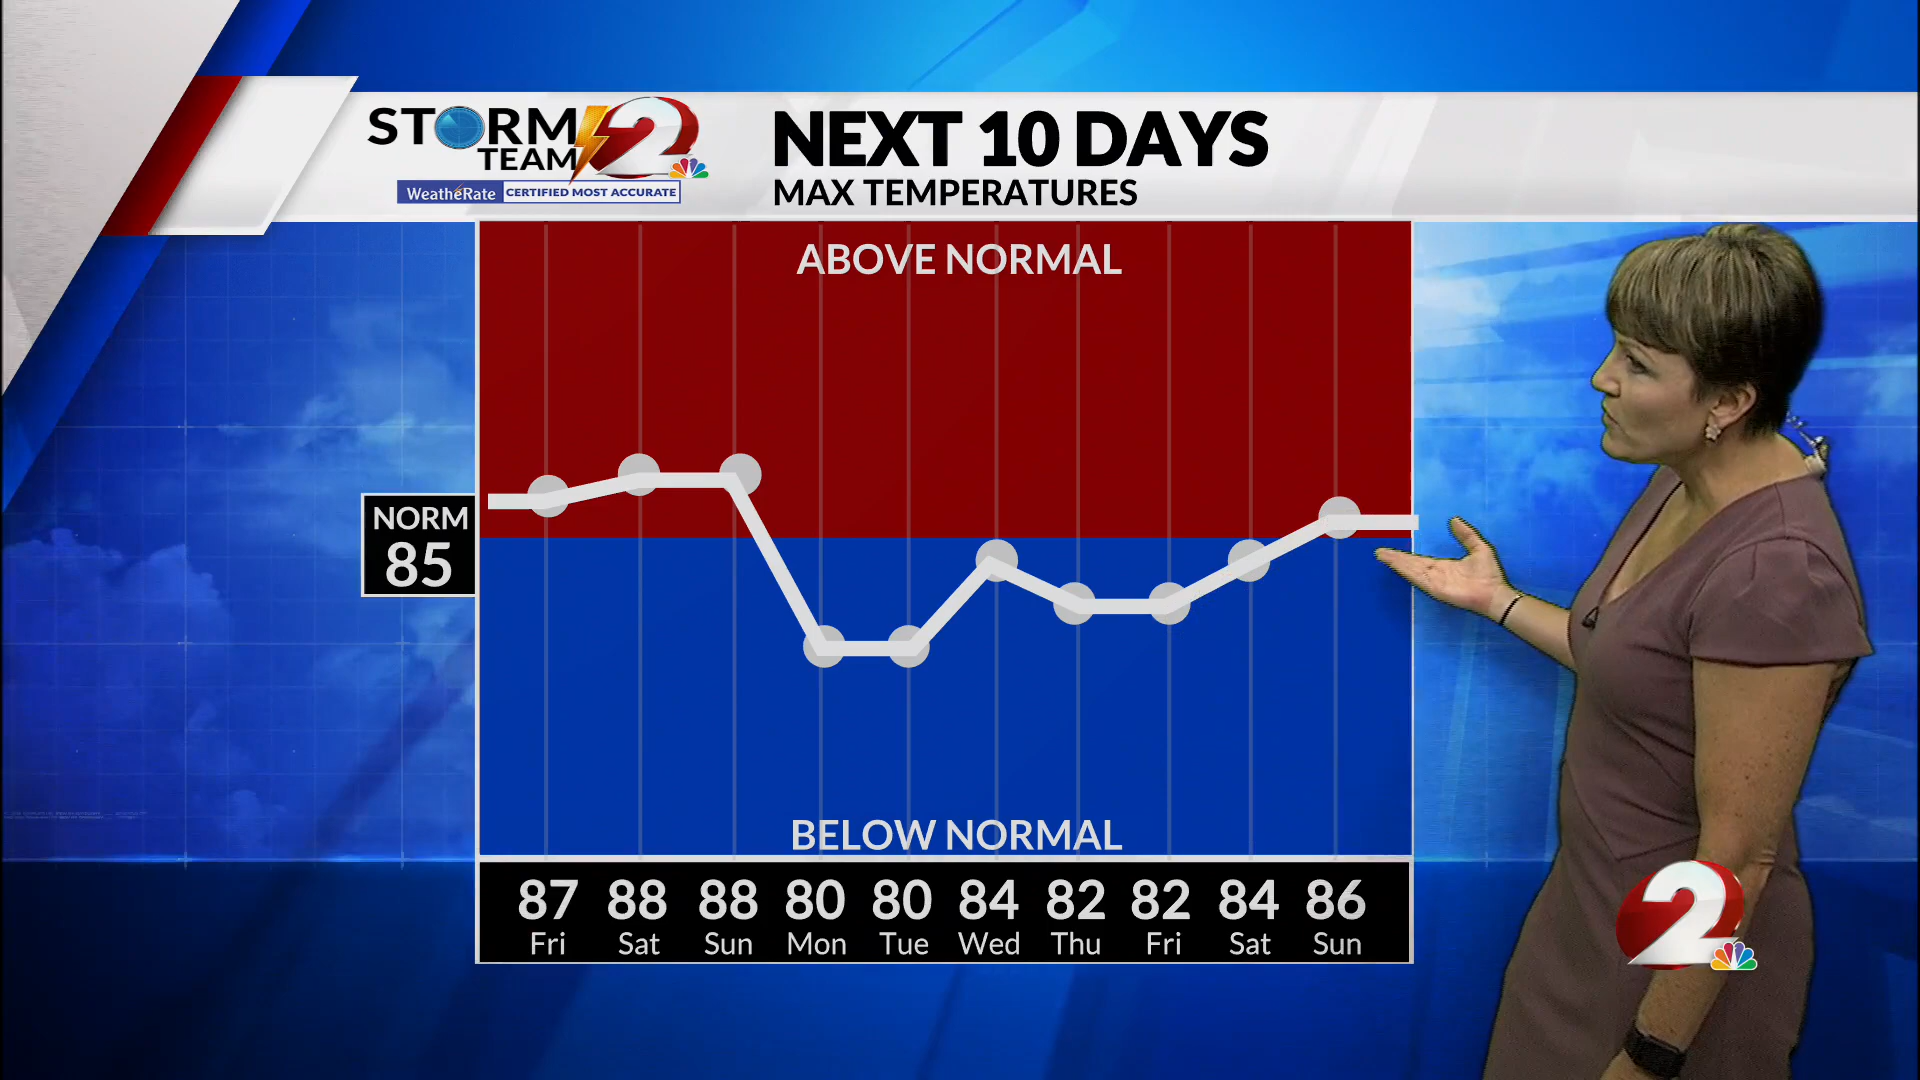 STORM
TEAM 2
WeatheRate CERTIFIED MOST ACCURATE
NEXT 10 DAYS
MAX TEMPERATURES
ABOVE NORMAL
NORM
85
BELOW NORMAL
87 88 88 80 80 84 82 82 84 86
Fri Sat Sun Mon Tue Wed Thu Fri Sat Sun
2